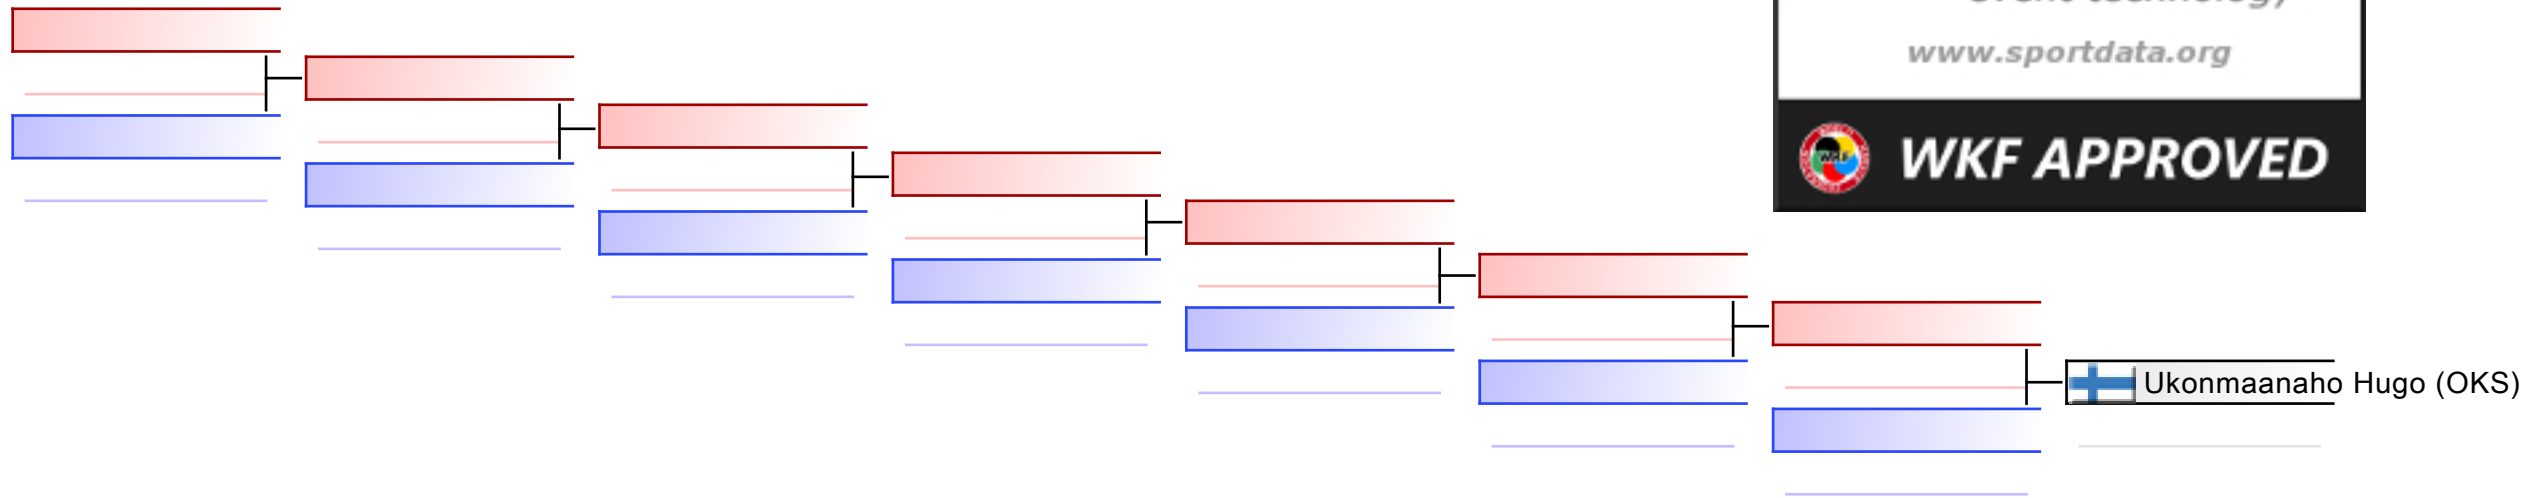 www.sportdata.org
WKF APPROVED
Ukonmaanaho Hugo (OKS)